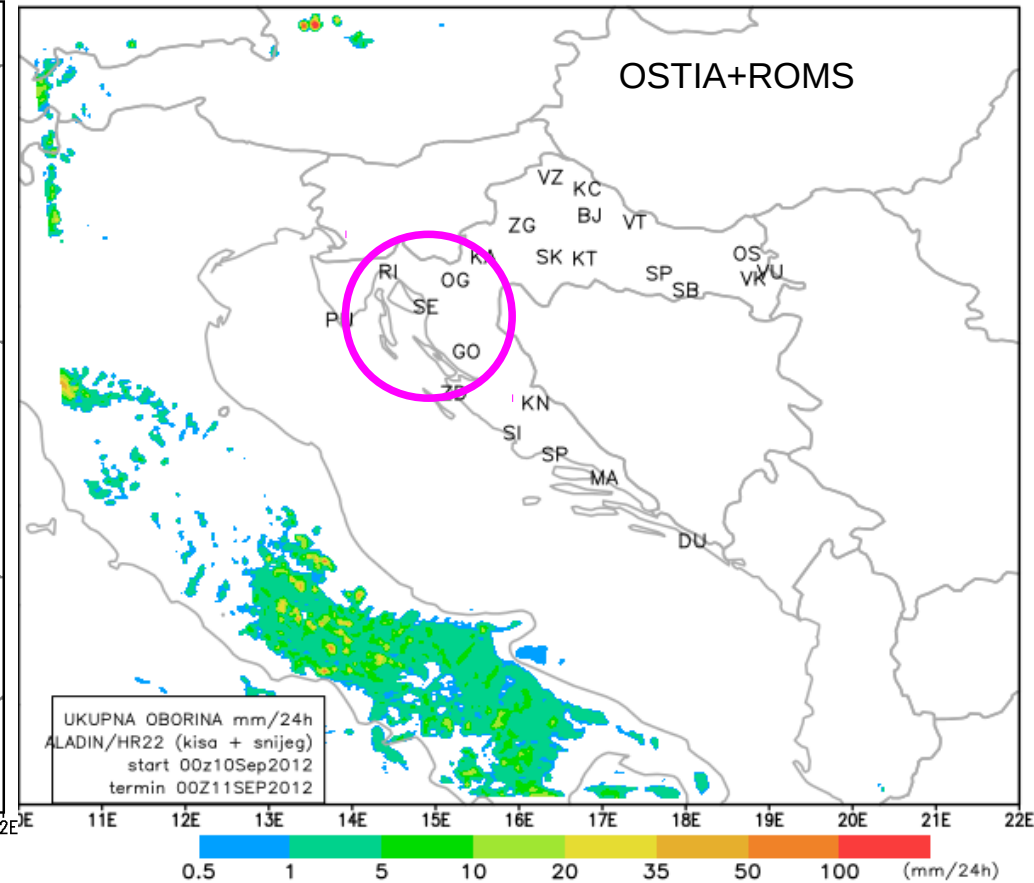 OSTIA+ROMS
VZ
KC
BJ
VT
ZG
KA
SK
KT
OS
VU
VK
SP
SB
RI
OG
SE
PU
GO
ZD
KN
SI
SP
MA
DU
UKUPNA OBORINA mm/24h
ALADIN/HR22 (kisa + snijeg)
start 00z10Sep2012
termin 00Z11SEP2012
2E 0E 11E 12E 13E 14E 15E 16E 17E 18E 19E 20E 21E 22E
0.5 1 5 10 20 35 50 100 (mm/24h)